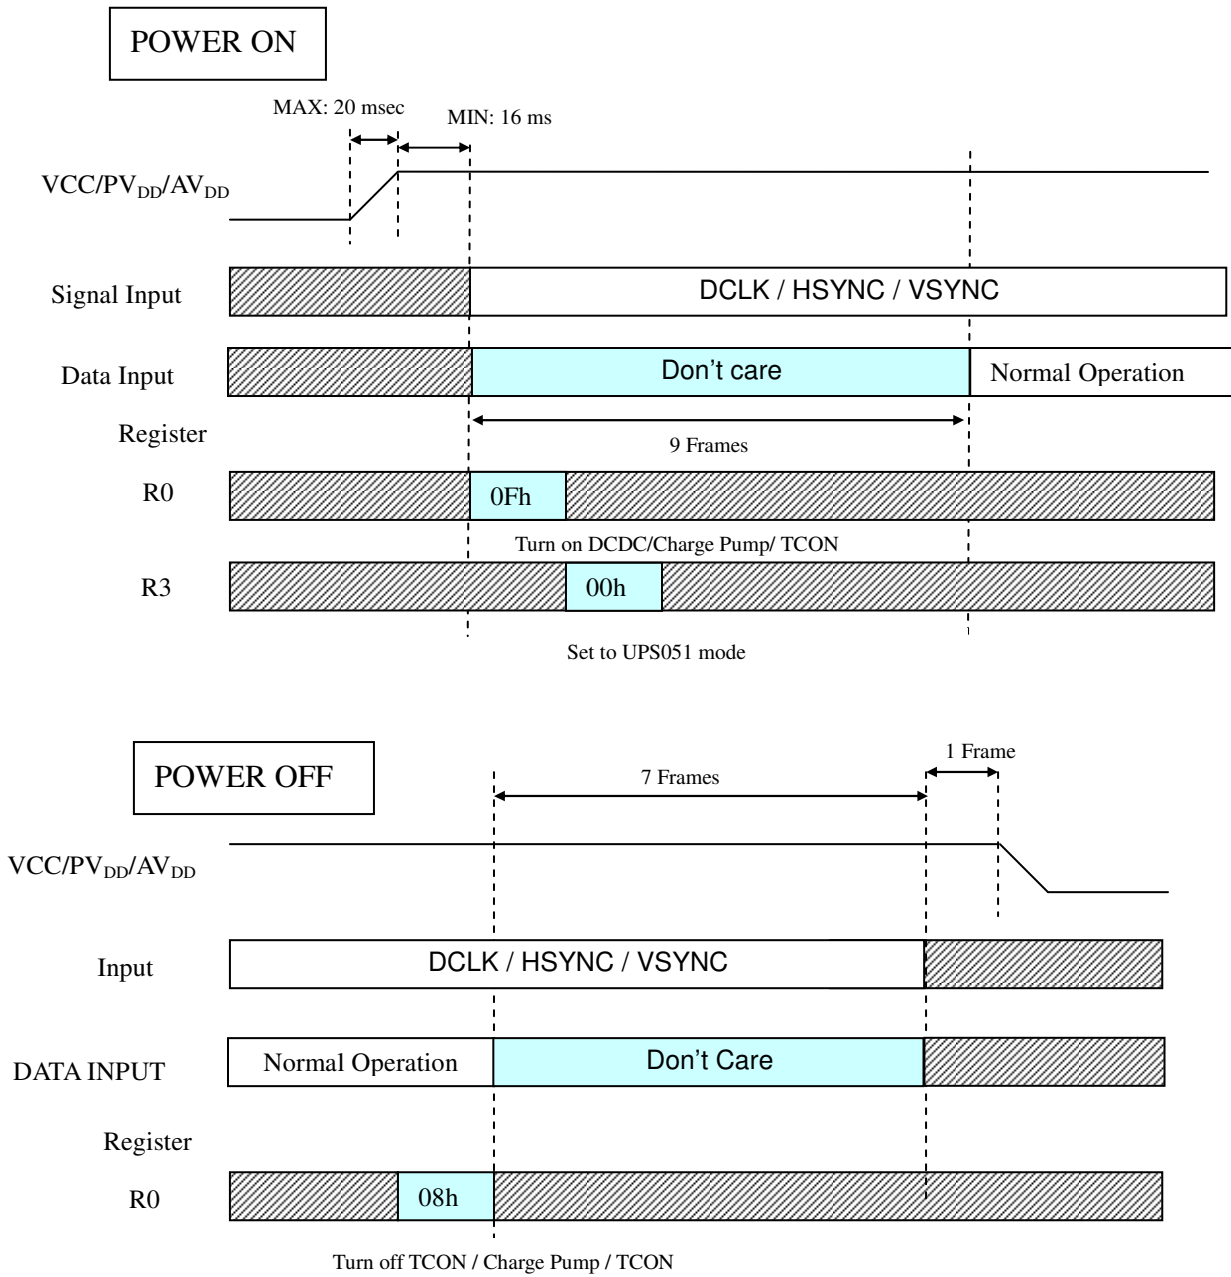 POWER ON
MAX: 20 msec
MIN: 16 ms
VCC/PVDD/AVDD
Signal Input
DCLK / HSYNC / VSYNC
Data Input
Don't care
Normal Operation
Register
9 Frames
R0
0Fh
Turn on DCDC/Charge Pump/ TCON
R3
00h
Set to UPS051 mode
POWER OFF
1 Frame
7 Frames
VCC/PVDD/AVDD
Input
DCLK / HSYNC / VSYNC
DATA INPUT
Normal Operation
Don't Care
Register
R0
08h
Turn off TCON / Charge Pump / TCON